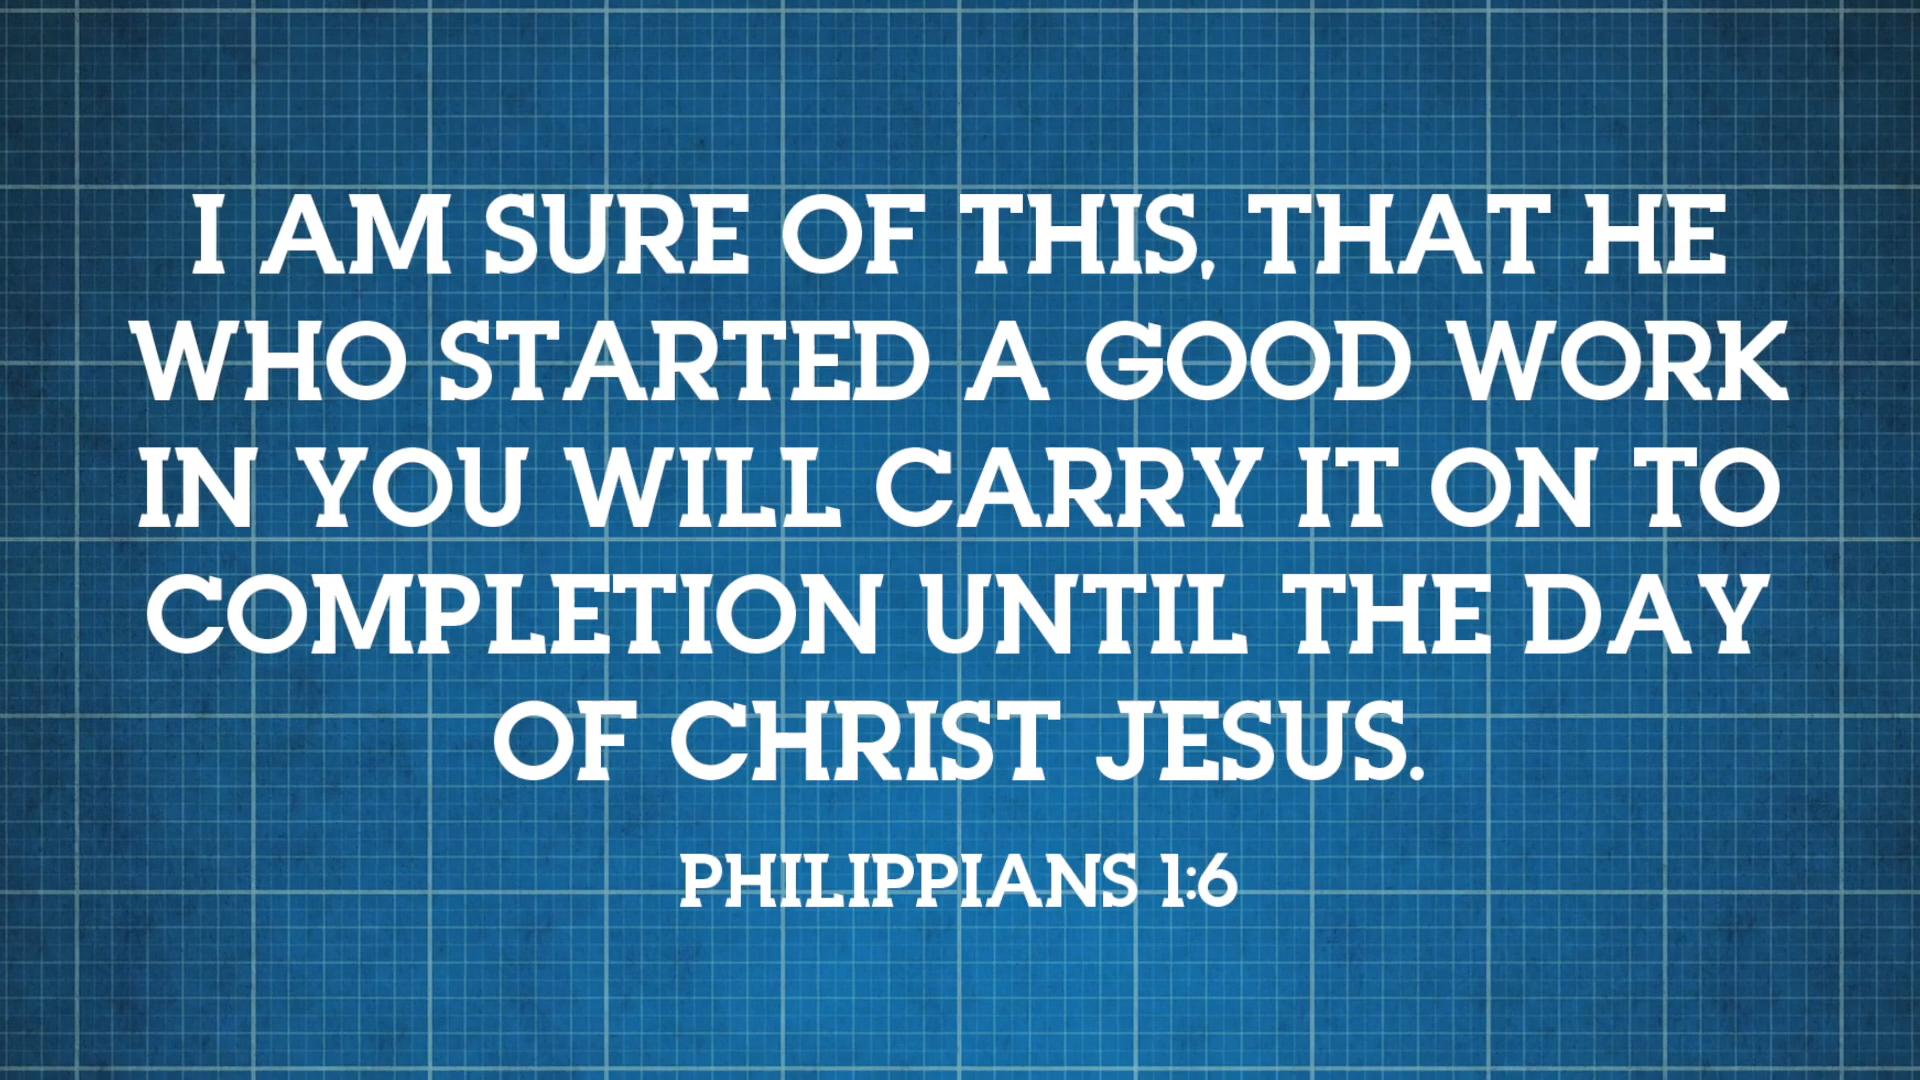 I AM SURE OF THIS, THAT HE
WHO STARTED A GOOD WORK
IN YOU WILL CARRY IT ON TO
COMPLETION UNTIL THE DAY
OF CHRIST JESUS.
PHILIPPIANS 1:6